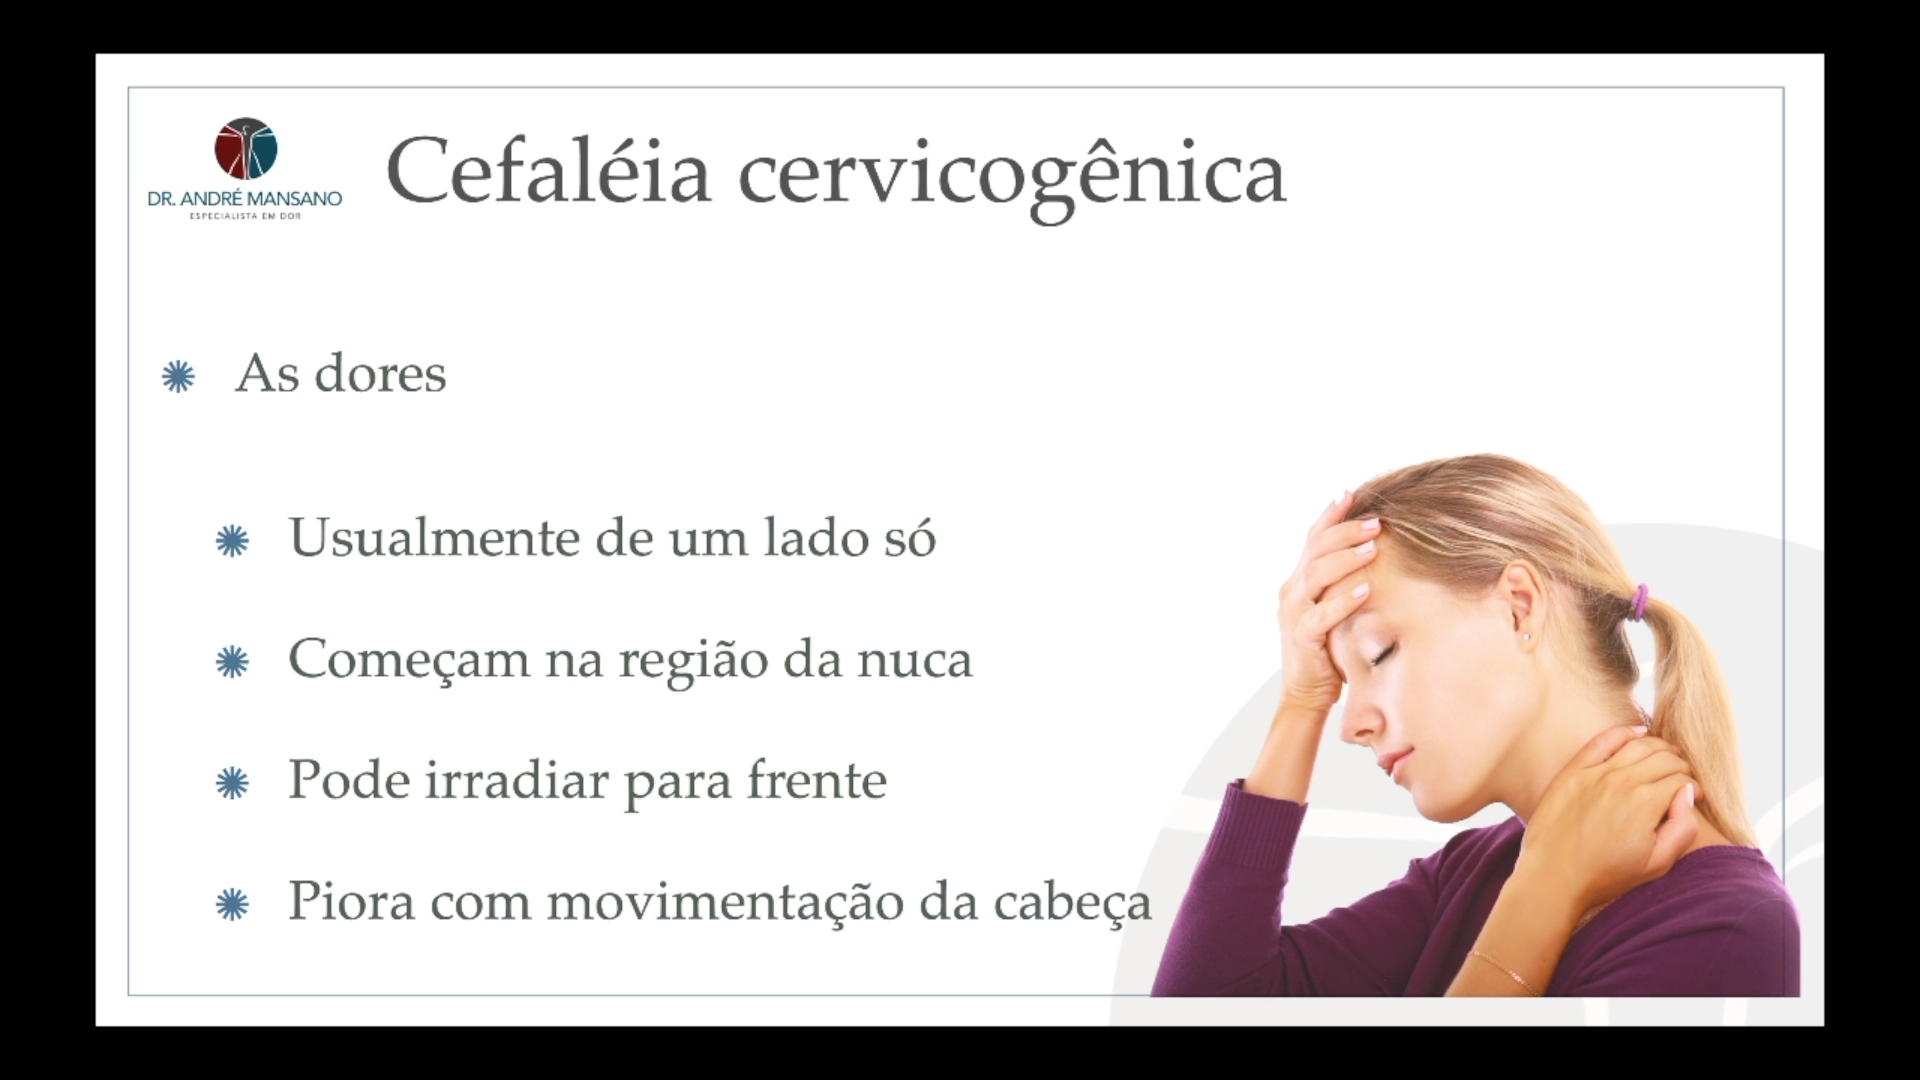 DR. ANDRÉ MANSANO
ESPECIALISTA EM DOR
Cefaléia cervicogênica
As dores
Usualmente de um lado só
Começam na região da nuca
Pode irradiar para frente
Piora com movimentação da cabeça